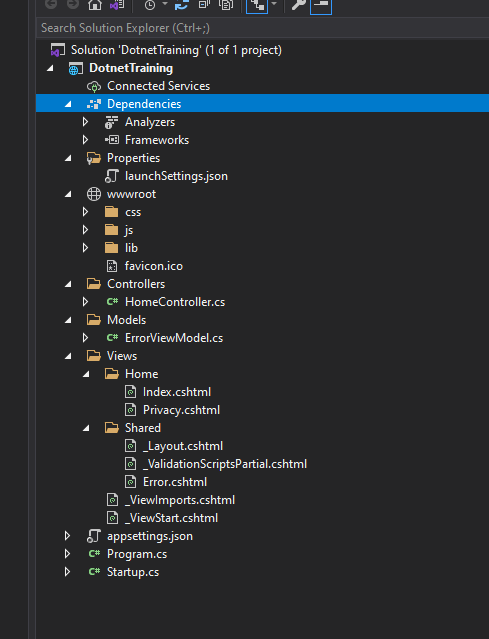 Search Solution Explorer (Ctrl+;)
Solution 'DotnetTraining' (1 of 1 project)
DotnetTraining
Connected Services
Dependencies
Analyzers
Frameworks
Properties
launchSettings.json
wwwroot
css
js
lib
favicon.ico
Controllers
C# HomeController.cs
Models
C# ErrorViewModel.cs
Views
Home
Index.cshtml
Privacy.cshtml
Shared
_Layout.cshtml
_ValidationScriptsPartial.cshtml
Error.cshtml
_ViewImports.cshtml
_ViewStart.cshtml
appsettings.json
C# Program.cs
C# Startup.cs